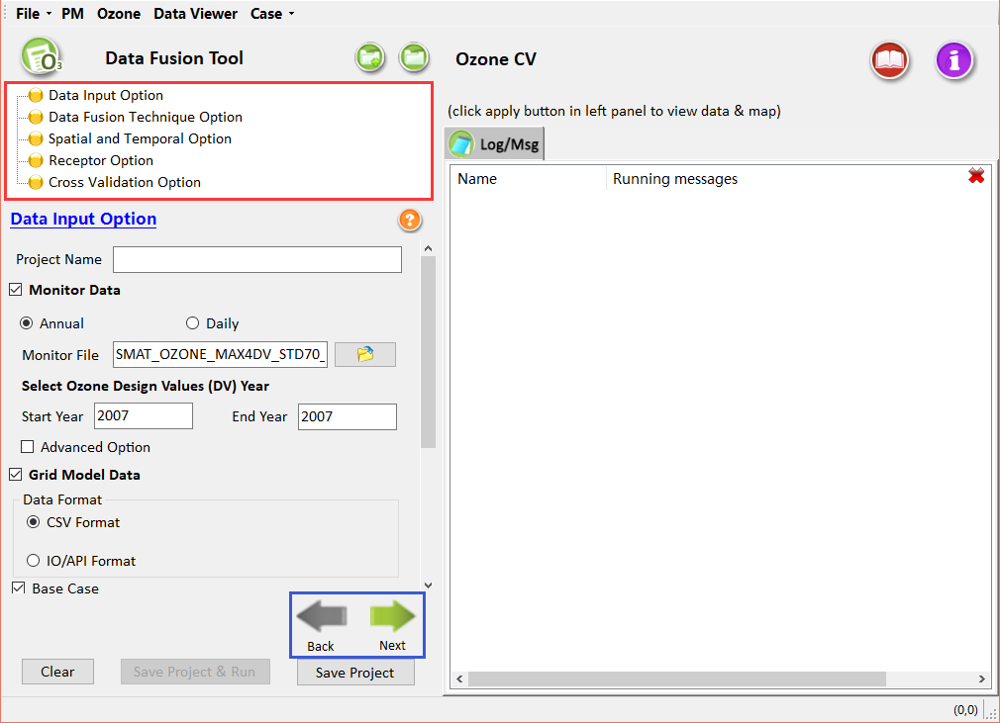 File PM Ozone Data Viewer Case
O3
Data Fusion Tool
Ozone CV
(click apply button in left panel to view data & map)
Data Input Option
Data Fusion Technique Option
Spatial and Temporal Option
Receptor Option
Cross Validation Option
Log/Msg
Name Running messages
Data Input Option
?
Project Name
Monitor Data
Annual Daily
Monitor File SMAT_OZONE_MAX4DV_STD70_
Select Ozone Design Values (DV) Year
Start Year 2007 End Year 2007
Advanced Option
Grid Model Data
Data Format
CSV Format
IO/API Format
Base Case
Back Next
Clear Save Project & Run Save Project
(0,0)